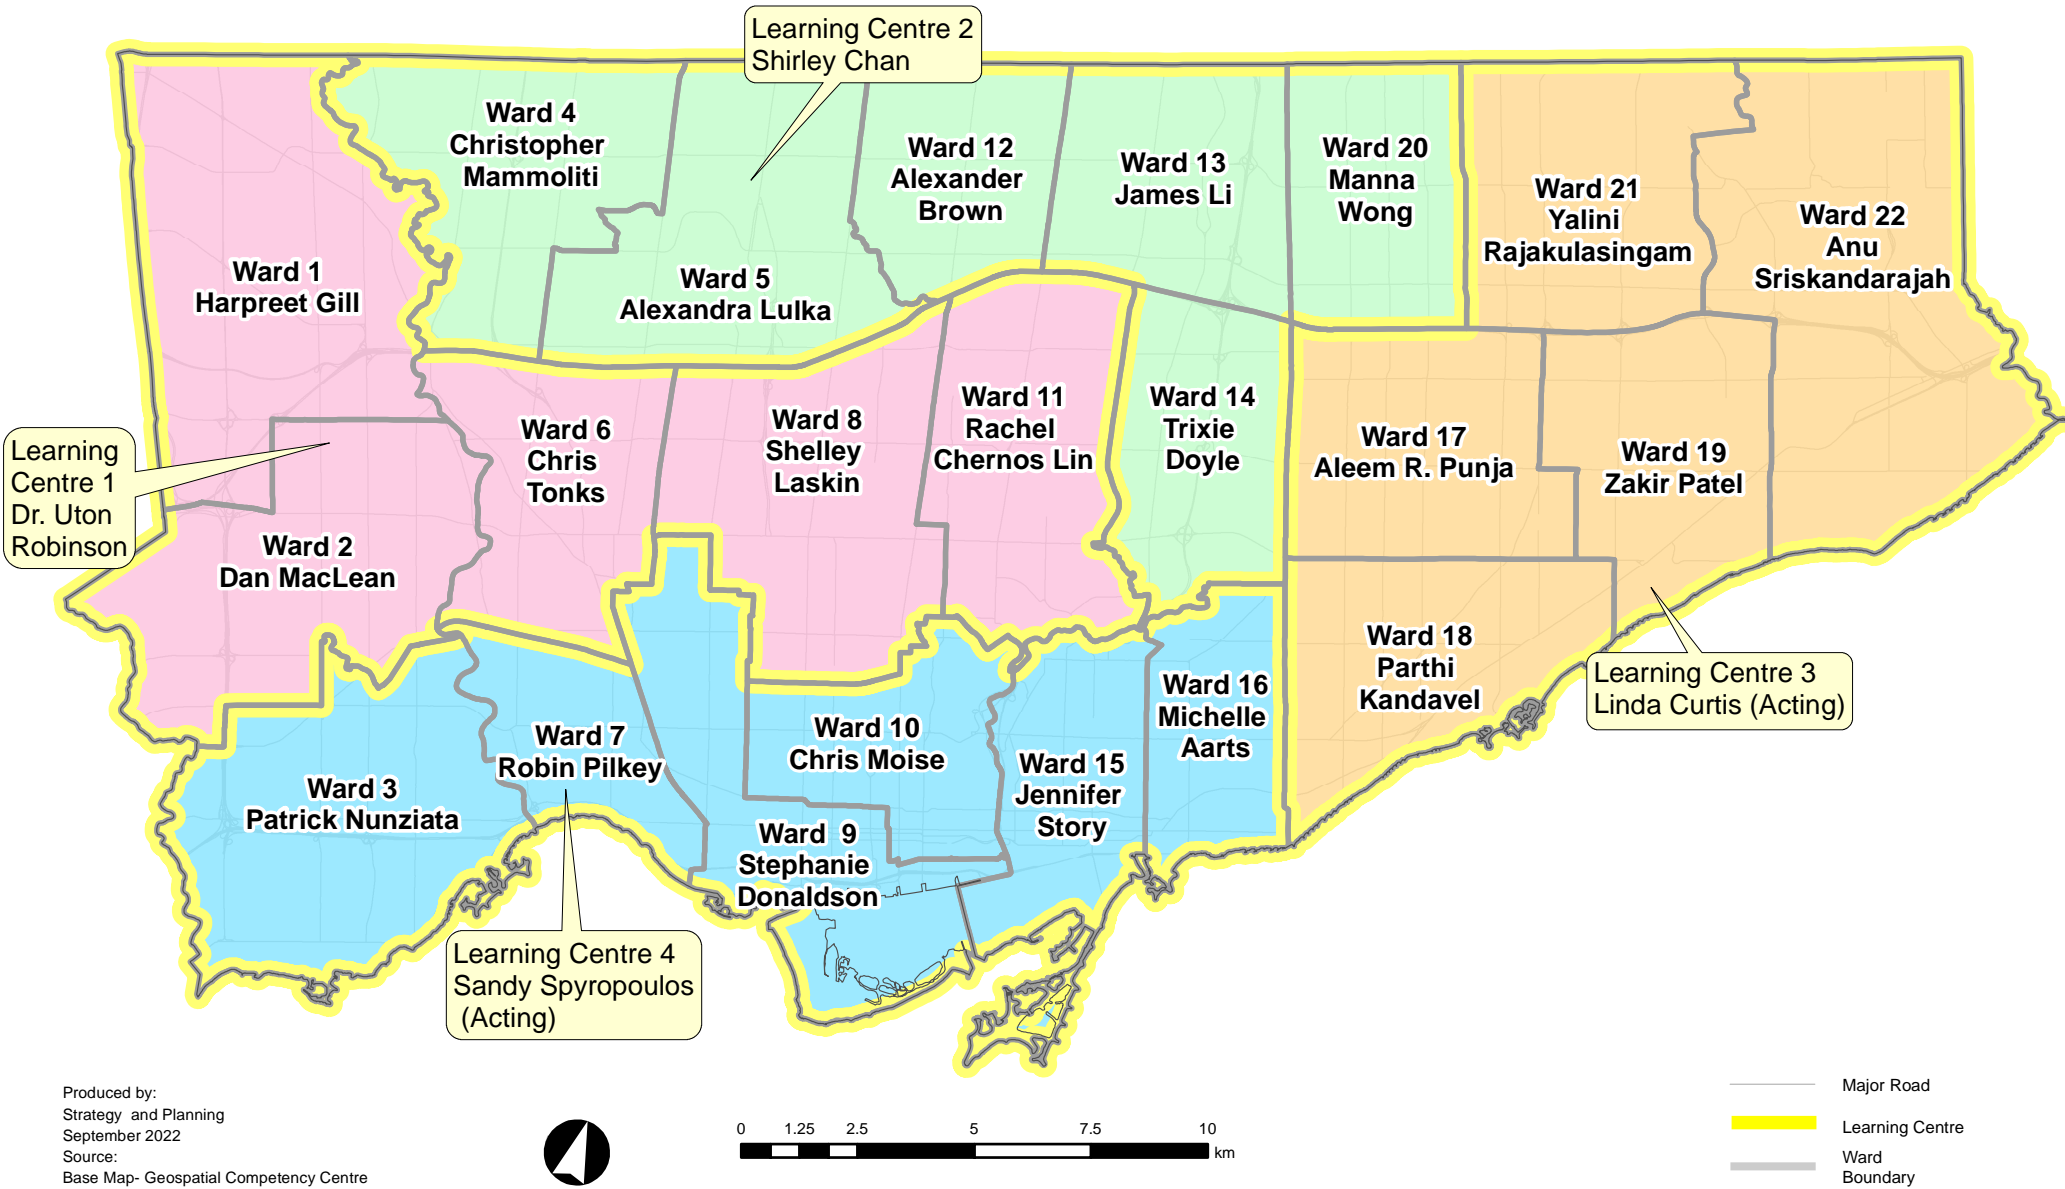 Learning Centre 2
Shirley Chan
Ward 4
Christopher
Mammoliti
Ward 12
Alexander
Brown
Ward 13
James Li
Ward 20
Manna
Wong
Ward 21
Yalini
Rajakulasingam
Ward 22
Anu
Sriskandarajah
Ward 1
Harpreet Gill
Ward 5
Alexandra Lulka
Ward 6
Chris
Tonks
Ward 8
Shelley
Laskin
Ward 11
Rachel
Chernos Lin
Ward 14
Trixie
Doyle
Ward 17
Aleem R. Punja
Ward 19
Zakir Patel
Learning
Centre 1
Dr. Uton
Robinson
Ward 2
Dan MacLean
Ward 18
Parthi
Kandavel
Learning Centre 3
Linda Curtis (Acting)
Ward 3
Patrick Nunziata
Ward 7
Robin Pilkey
Ward 10
Chris Moise
Ward 16
Michelle
Aarts
Ward 15
Jennifer
Story
Ward  9
Stephanie
Donaldson
Learning Centre 4
Sandy Spyropoulos
(Acting)
Produced by:
Strategy  and Planning
September 2022
Source:
Base Map- Geospatial Competency Centre
0 1.25 2.5 5 7.5 10
km
Major Road
Learning Centre
Ward
Boundary